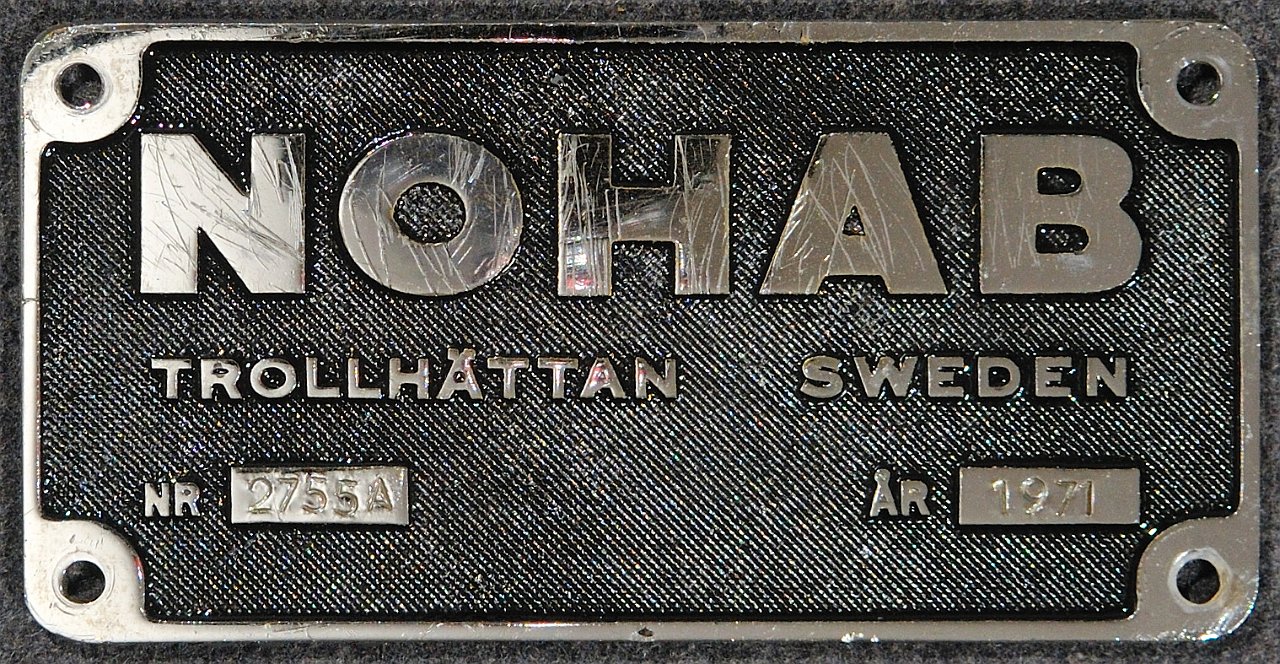 NOHAB
TROLLHÄTTAN SWEDEN
NR 2755A ÅR 1971